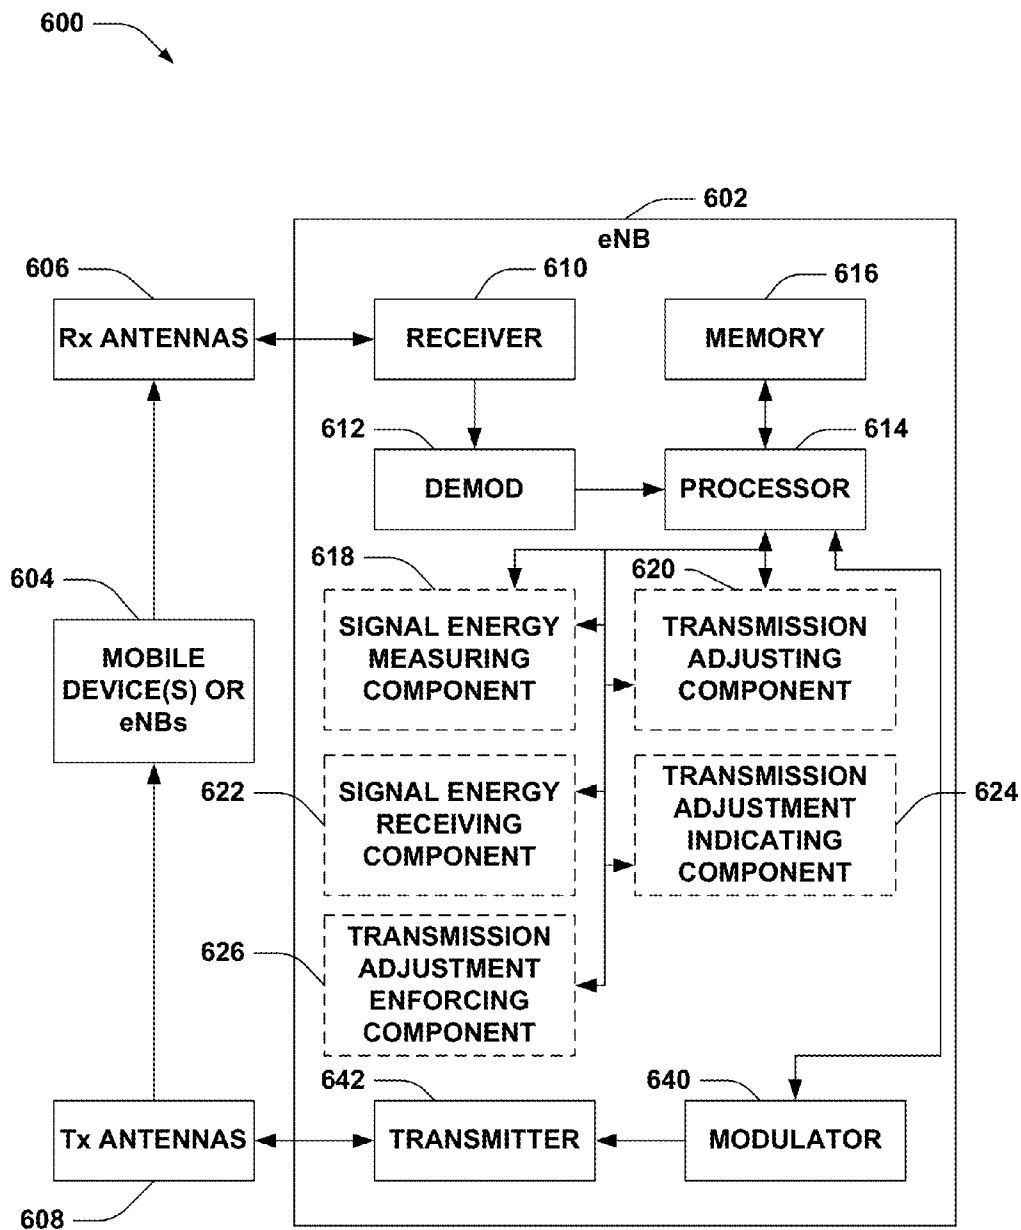 600
602
eNB
606
610
616
Rx ANTENNAS
RECEIVER
MEMORY
612
614
DEMOD
PROCESSOR
604
618
620
MOBILE
DEVICE(S) OR
eNBs
SIGNAL ENERGY
MEASURING
COMPONENT
TRANSMISSION
ADJUSTING
COMPONENT
622
SIGNAL ENERGY
RECEIVING
COMPONENT
TRANSMISSION
ADJUSTMENT
INDICATING
COMPONENT
624
626
TRANSMISSION
ADJUSTMENT
ENFORCING
COMPONENT
642
640
Tx ANTENNAS
TRANSMITTER
MODULATOR
608